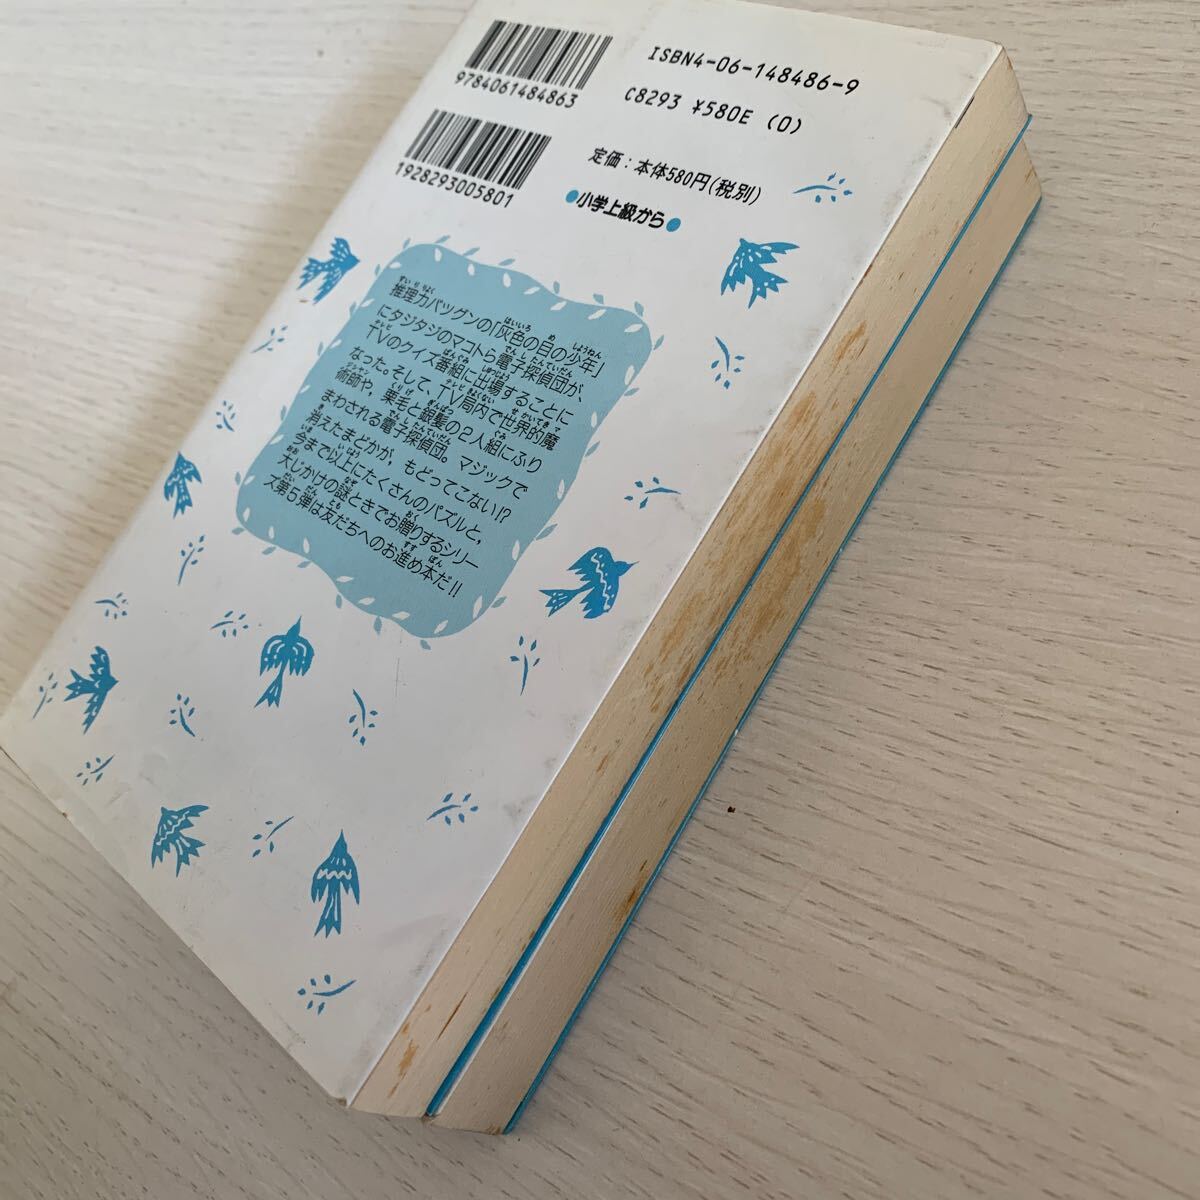 ISBN4-06-148486-9
C8293 ¥580E (0)
9784061484863
1928293005801
定価：本体580円(税別)
●小学上級から●
推理力バツグンの「灰色の目の少年」
にタジタジのマコトら電子探偵団が、
TVのクイズ番組に出場することに
なった。そして、TV局内で世界的魔
術師や、栗毛と銀髪の2人組にふり
まわされる電子探偵団。マジックで
消えたまどかが、もどってこない!?
今まで以上にたくさんのパズルと、
大じかけの謎ときでお贈りするシリー
ズ第5弾は友だちへのお進め本だ!!